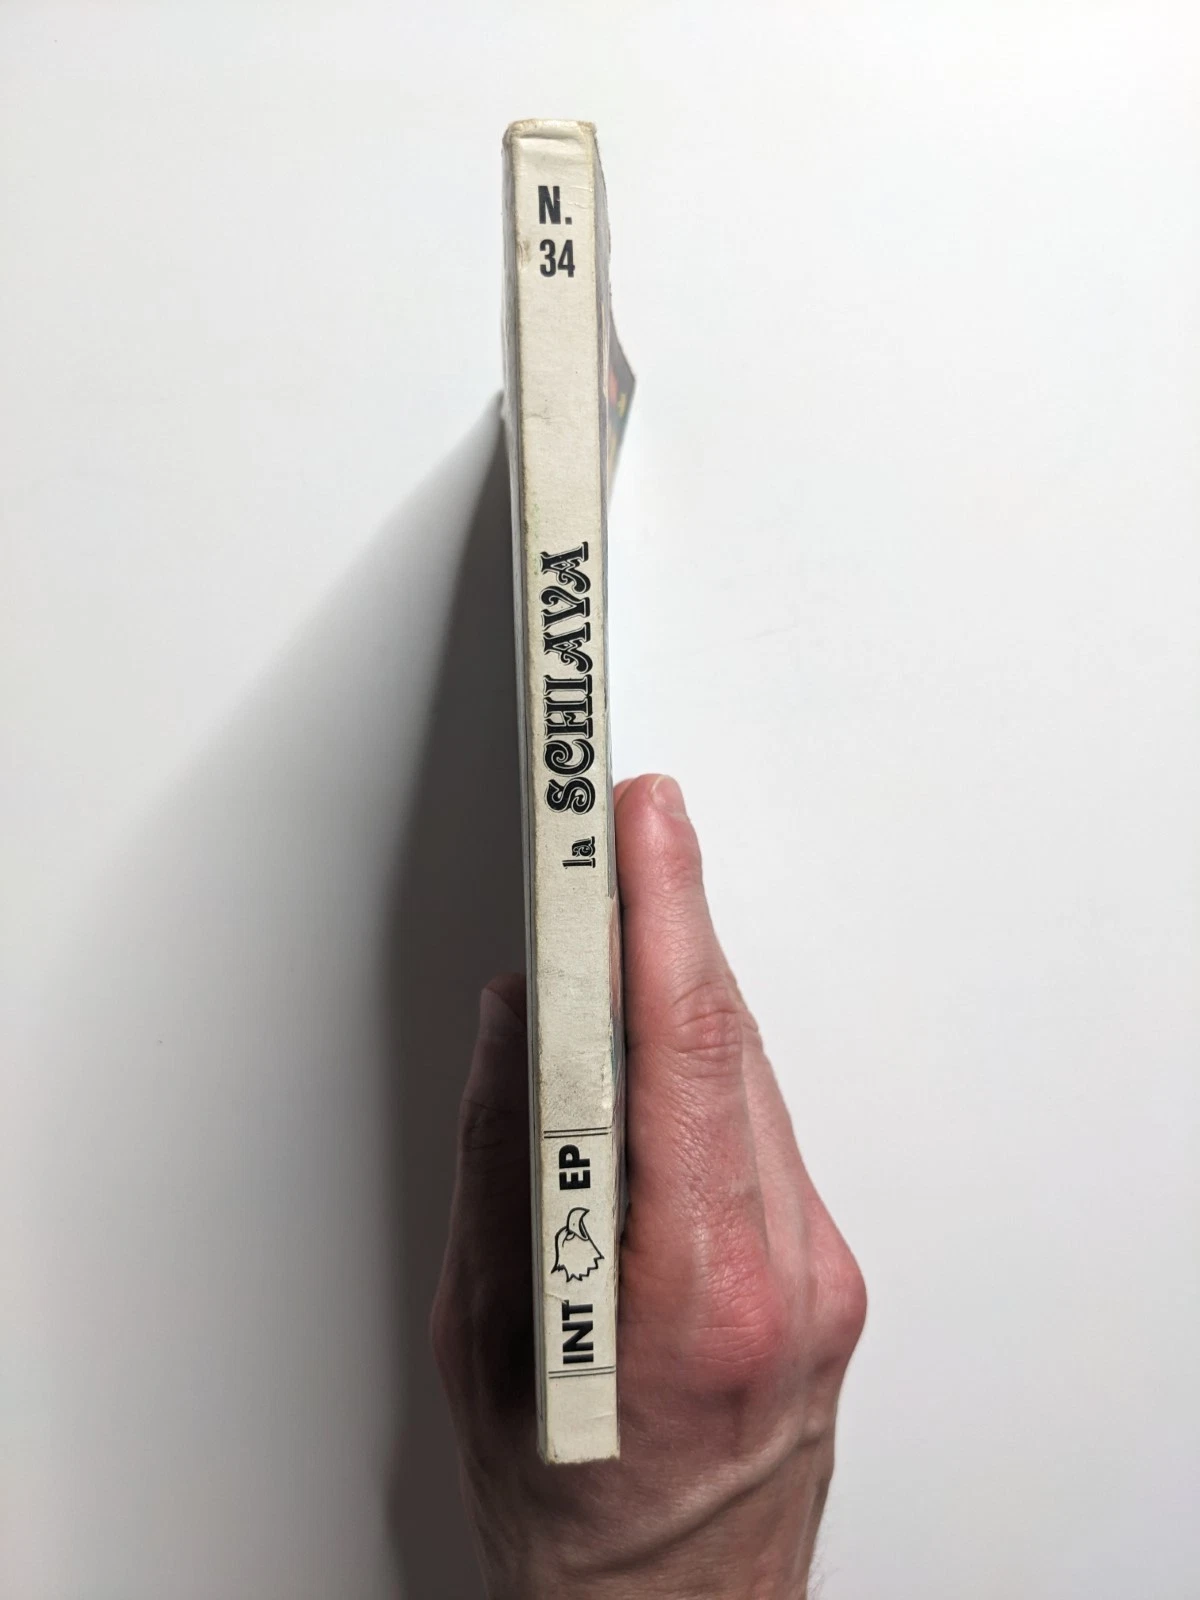 N.
34
la SCHIAVA
INT EP